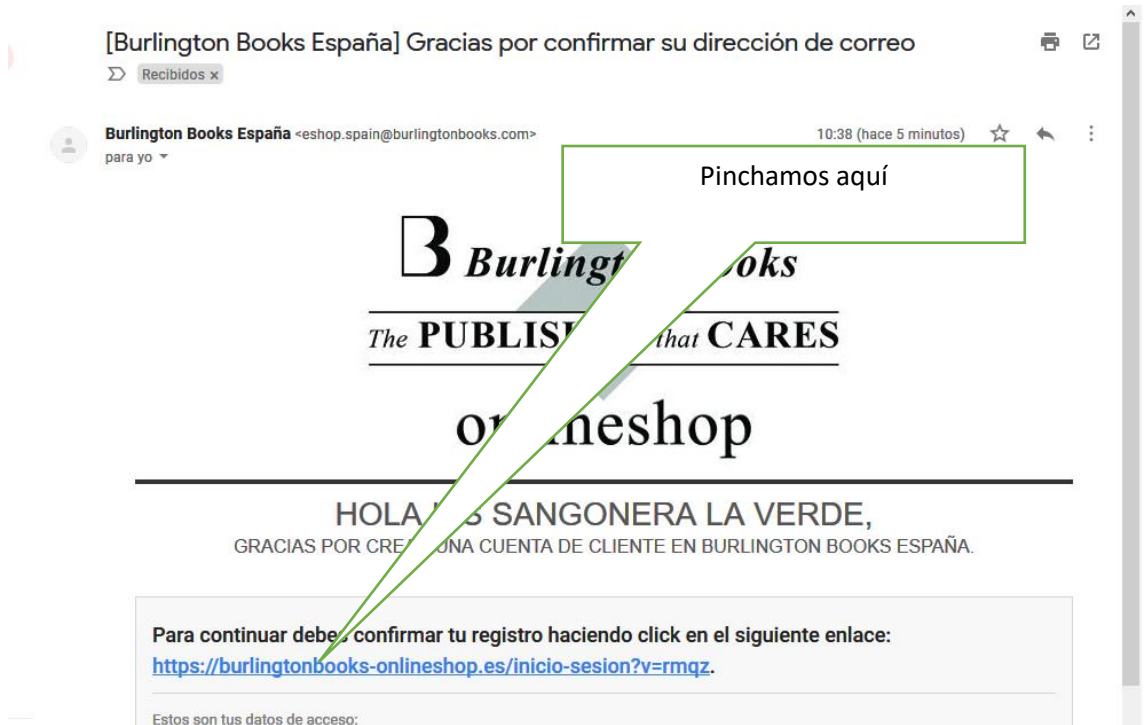 [Burlington Books España] Gracias por confirmar su dirección de correo
Recibidos x
Burlington Books España <eshop.spain@burlingtonbooks.com>
10:38 (hace 5 minutos)
para yo
Pinchamos aquí
B Burlingt oks
The PUBLIS that CARES
on neshop
HOLA S SANGONERA LA VERDE,
GRACIAS POR CREA UNA CUENTA DE CLIENTE EN BURLINGTON BOOKS ESPAÑA.
Para continuar debes confirmar tu registro haciendo click en el siguiente enlace:
https://burlingtonbooks-onlineshop.es/inicio-sesion?v=rmqz.
Estos son tus datos de acceso: